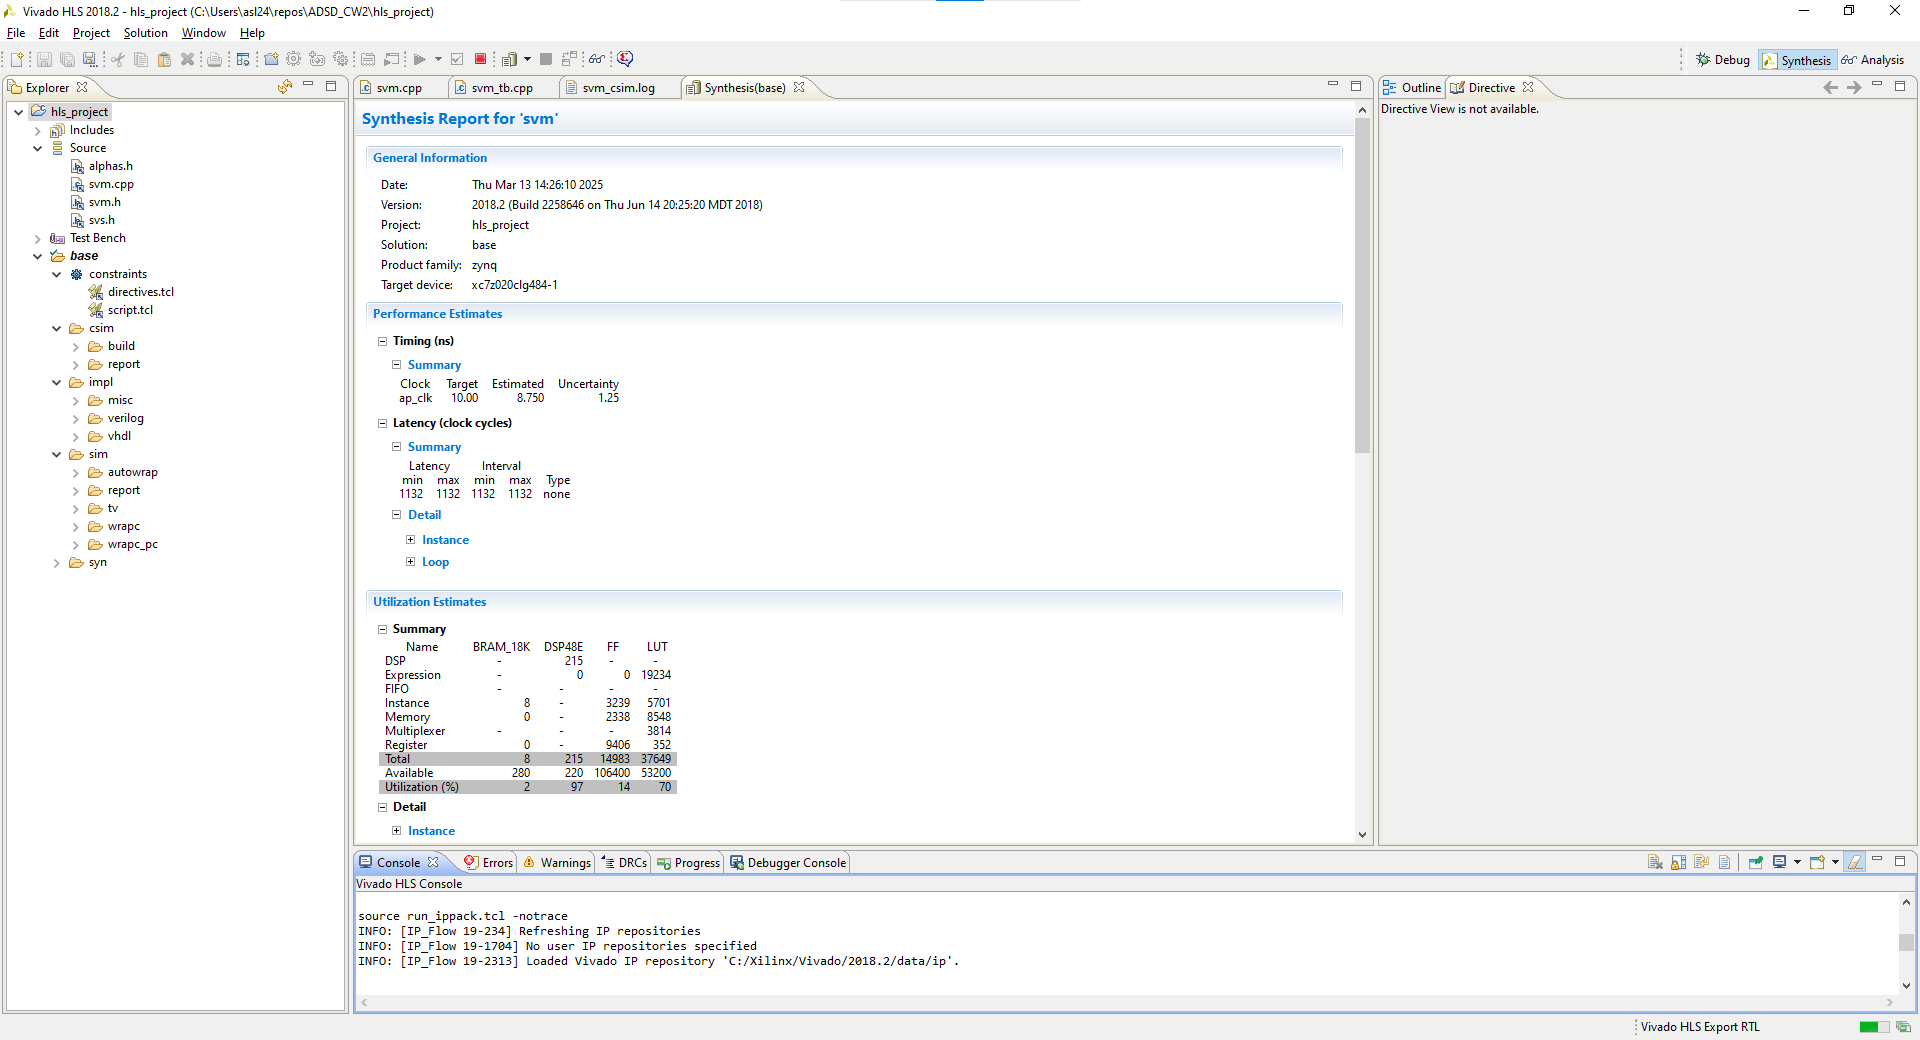 Vivado HLS 2018.2 - hls_project (C:\Users\asl24\repos\ADSD_CW2\hls_project)
File Edit Project Solution Window Help
Debug Synthesis Analysis
Explorer
hls_project
Includes
Source
alphas.h
svm.cpp
svm.h
svs.h
Test Bench
base
constraints
directives.tcl
script.tcl
csim
build
report
impl
misc
verilog
vhdl
sim
autowrap
report
tv
wrapc
wrapc_pc
syn
svm.cpp svm_tb.cpp svm_csim.log Synthesis(base)
Synthesis Report for 'svm'
General Information
Date: Thu Mar 13 14:26:10 2025
Version: 2018.2 (Build 2258646 on Thu Jun 14 20:25:20 MDT 2018)
Project: hls_project
Solution: base
Product family: zynq
Target device: xc7z020clg484-1
Performance Estimates
Timing (ns)
Summary
Clock Target Estimated Uncertainty
ap_clk 10.00 8.750 1.25
Latency (clock cycles)
Summary
Latency Interval
min max min max Type
1132 1132 1132 1132 none
Detail
Instance
Loop
Utilization Estimates
Summary
Name BRAM_18K DSP48E FF LUT
DSP - 215 - -
Expression - 0 0 19234
FIFO - - - -
Instance 8 - 3239 5701
Memory 0 - 2338 8548
Multiplexer - - - 3814
Register 0 - 9406 352
Total 8 215 14983 37649
Available 280 220 106400 53200
Utilization (%) 2 97 14 70
Detail
Instance
Outline Directive
Directive View is not available.
Console Errors Warnings DRCs Progress Debugger Console
Vivado HLS Console
source run_ippack.tcl -notrace
INFO: [IP_Flow 19-234] Refreshing IP repositories
INFO: [IP_Flow 19-1704] No user IP repositories specified
INFO: [IP_Flow 19-2313] Loaded Vivado IP repository 'C:/Xilinx/Vivado/2018.2/data/ip'.
Vivado HLS Export RTL